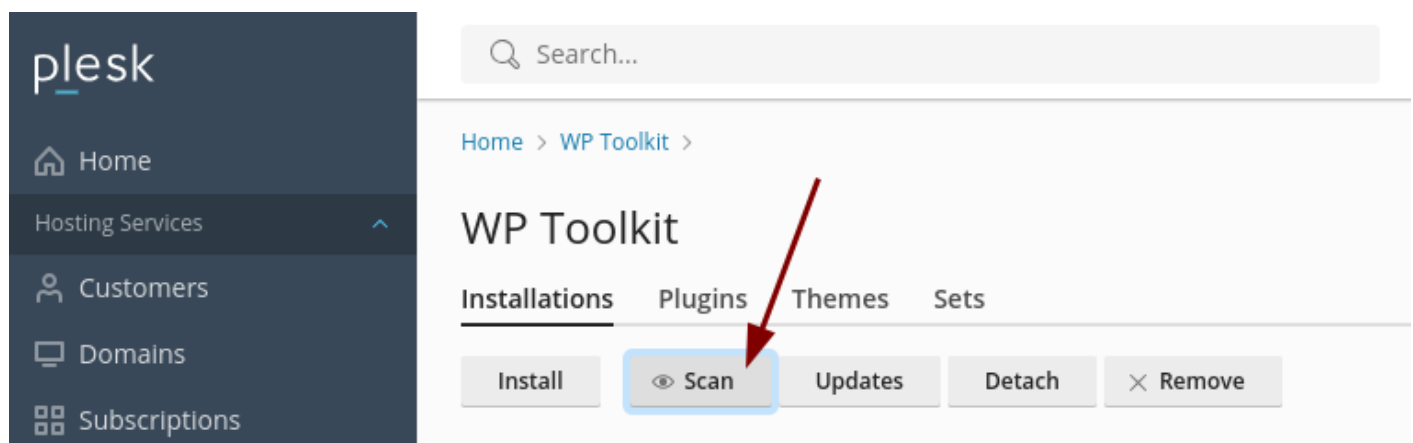 plesk
Search...
Home
Home > WP Toolkit >
Hosting Services
WP Toolkit
Customers
Installations Plugins Themes Sets
Domains
Install Scan Updates Detach Remove
Subscriptions